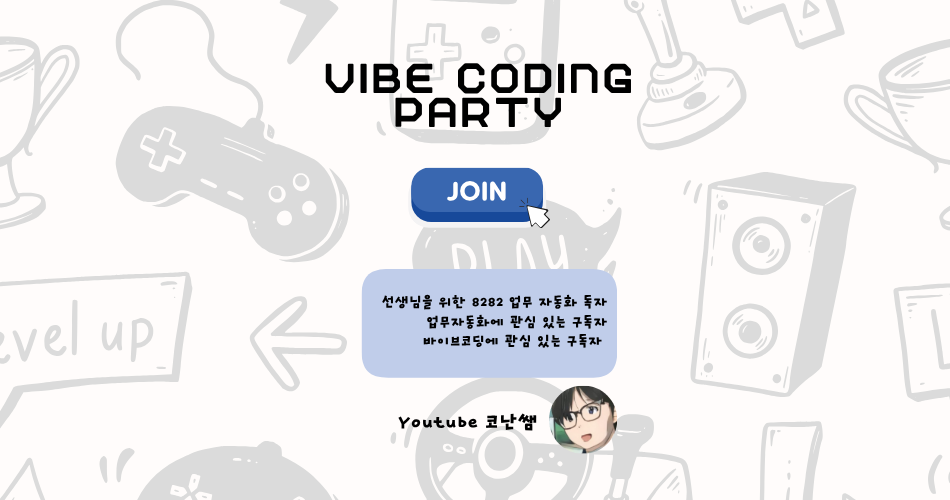 VIBE CODING
PARTY
JOIN
PLAY
선생님을 위한 8282 업무 자동화 독자
업무자동화에 관심 있는 구독자
바이브코딩에 관심 있는 구독자
evel up
Youtube 코난쌤